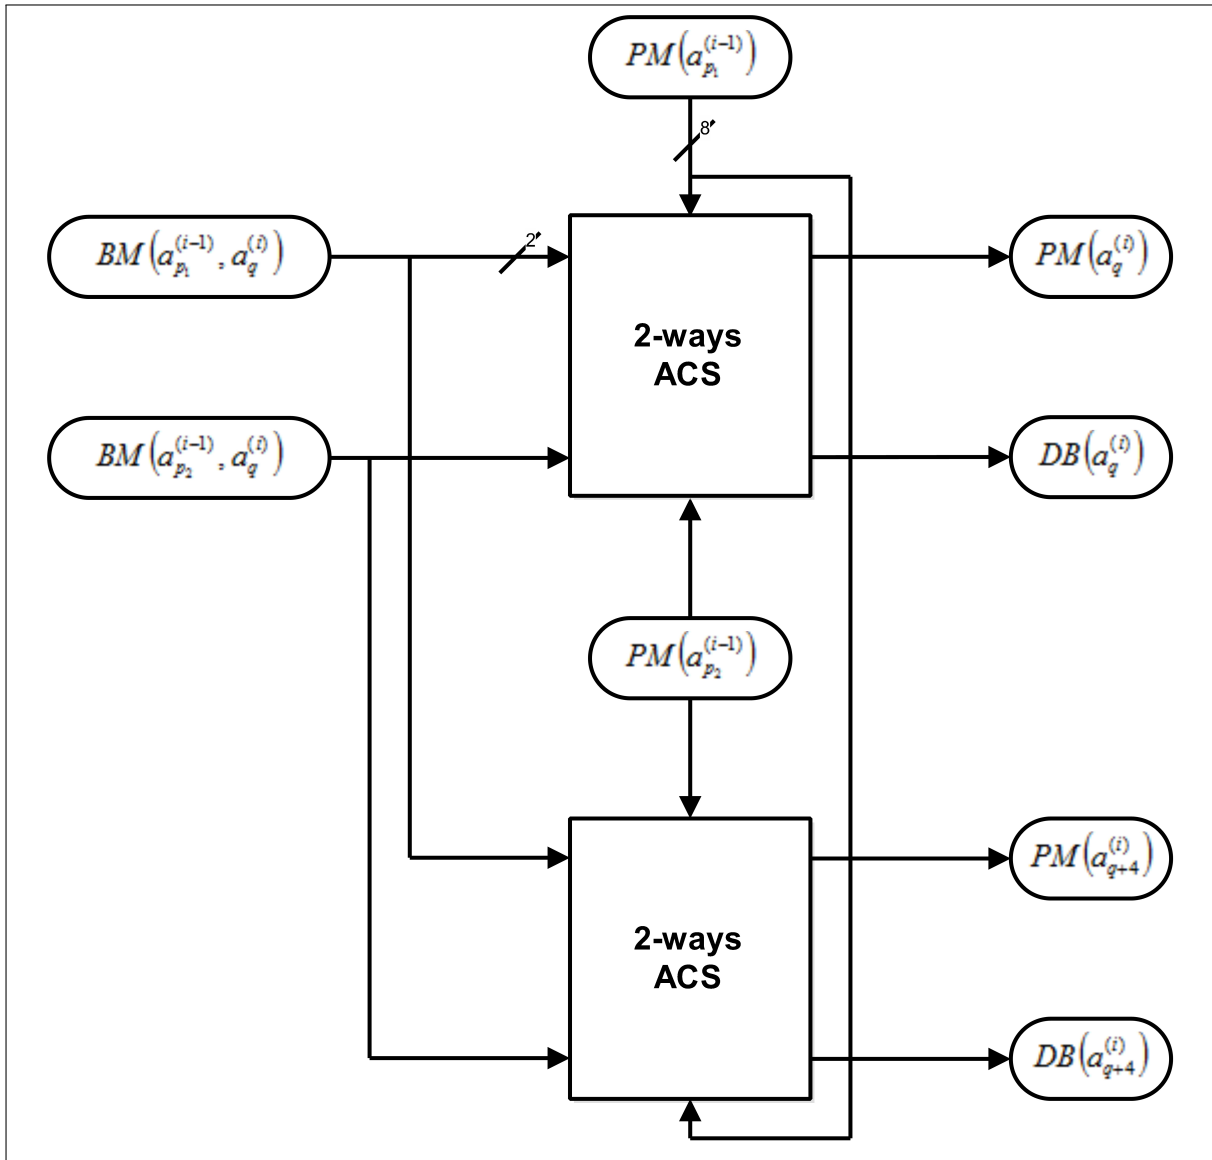 PM(a_{p_1}^{(i-1)})
8'
BM(a_{p_1}^{(i-1)}, a_q^{(i)})
2'
PM(a_q^{(i)})
2-ways
ACS
BM(a_{p_2}^{(i-1)}, a_q^{(i)})
DB(a_q^{(i)})
PM(a_{p_2}^{(i-1)})
PM(a_{q+4}^{(i)})
2-ways
ACS
DB(a_{q+4}^{(i)})